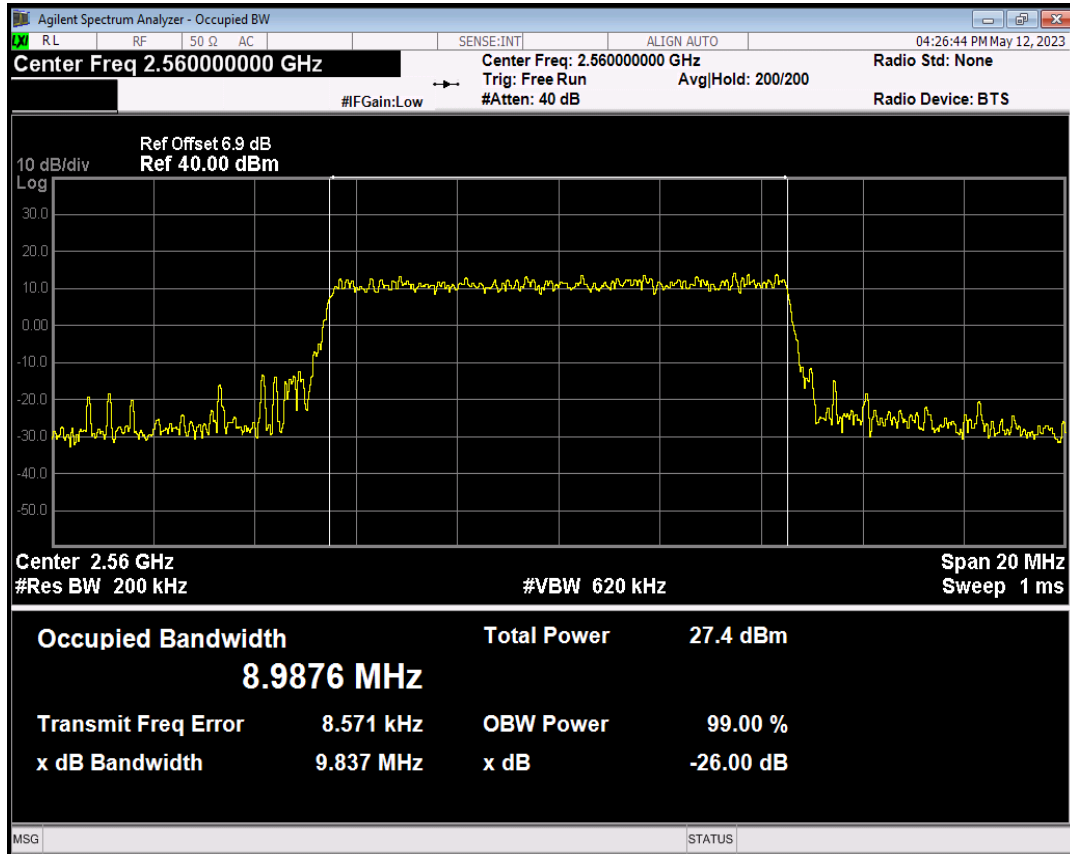 Agilent Spectrum Analyzer - Occupied BW
LXI RL RF 50 Ω AC SENSE:INT ALIGN AUTO 04:26:44 PM May 12, 2023
Center Freq 2.560000000 GHz Center Freq: 2.560000000 GHz Radio Std: None
Trig: Free Run Avg|Hold: 200/200
#IFGain:Low #Atten: 40 dB Radio Device: BTS
Ref Offset 6.9 dB
10 dB/div Ref 40.00 dBm
Log
30.0
20.0
10.0
0.00
-10.0
-20.0
-30.0
-40.0
-50.0
Center 2.56 GHz Span 20 MHz
#Res BW 200 kHz #VBW 620 kHz Sweep 1 ms
Occupied Bandwidth Total Power 27.4 dBm
8.9876 MHz
Transmit Freq Error 8.571 kHz OBW Power 99.00 %
x dB Bandwidth 9.837 MHz x dB -26.00 dB
MSG STATUS